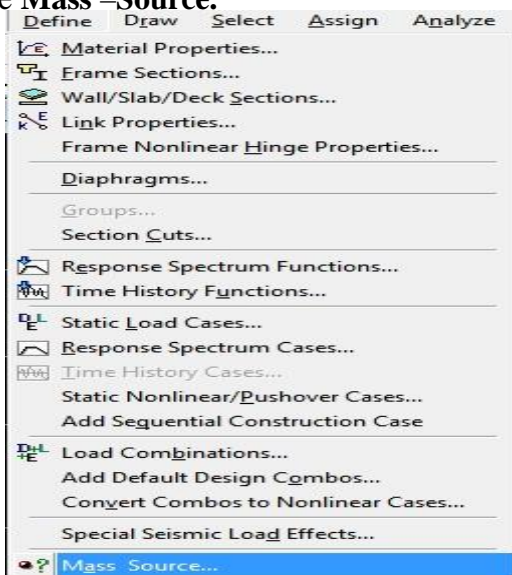 e Mass –Source.
Define Draw Select Assign Analyze
Material Properties...
Frame Sections...
Wall/Slab/Deck Sections...
Link Properties...
Frame Nonlinear Hinge Properties...
Diaphragms...
Groups...
Section Cuts...
Response Spectrum Functions...
Time History Functions...
Static Load Cases...
Response Spectrum Cases...
Time History Cases...
Static Nonlinear/Pushover Cases...
Add Sequential Construction Case
Load Combinations...
Add Default Design Combos...
Convert Combos to Nonlinear Cases...
Special Seismic Load Effects...
Mass Source...